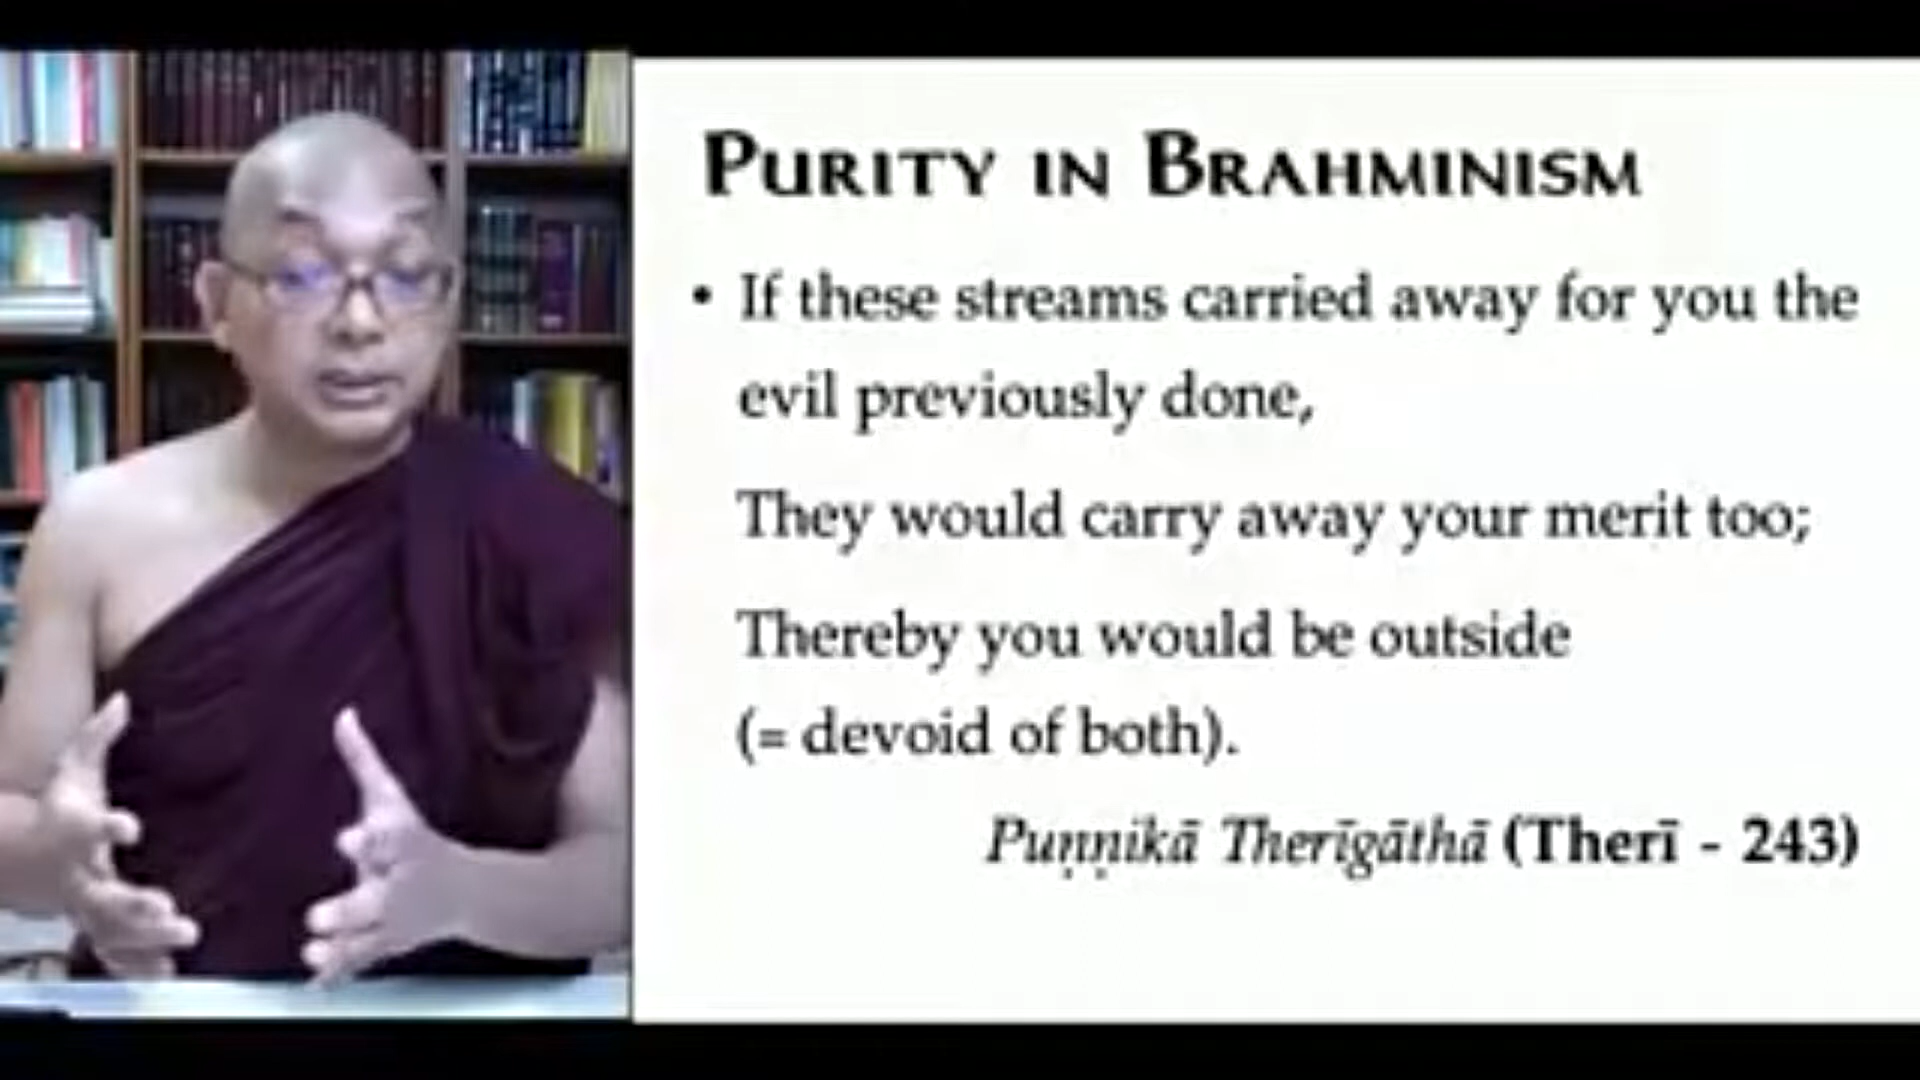 PURITY IN BRAHMINISM
• If these streams carried away for you the
evil previously done,
They would carry away your merit too;
Thereby you would be outside
(= devoid of both).
Puṇṇikā Therīgāthā (Therī - 243)